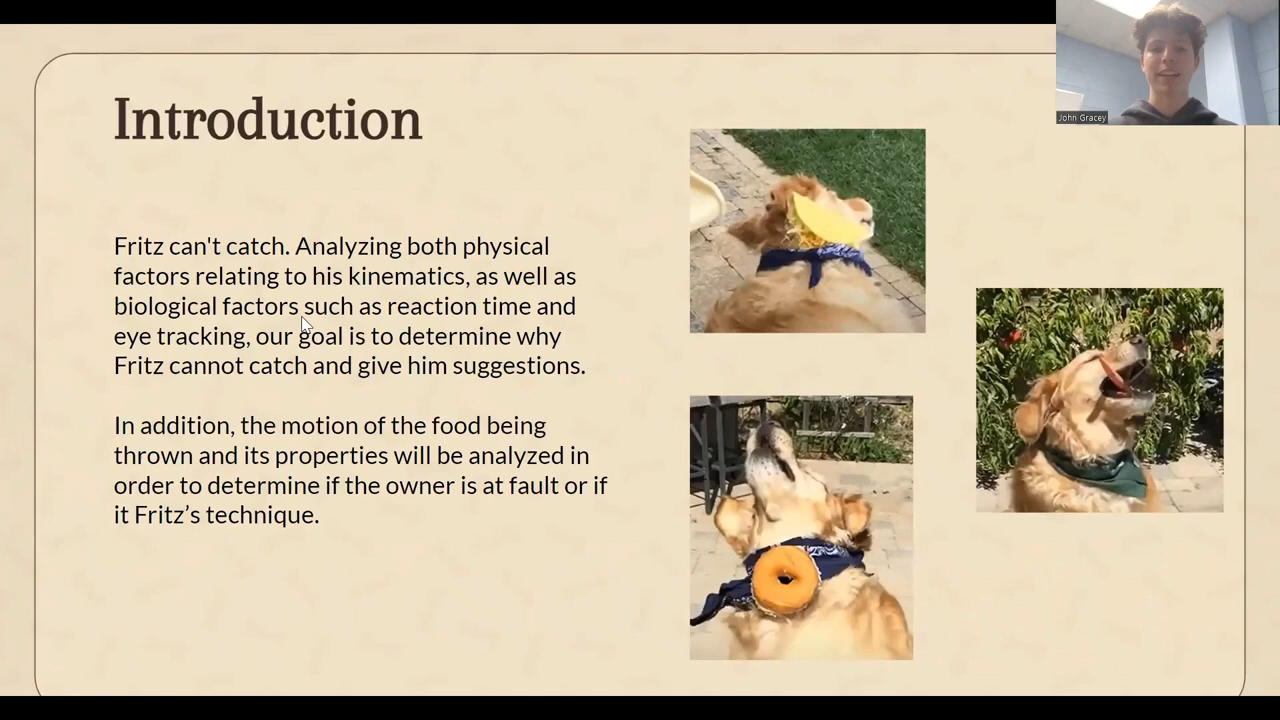 Introduction
John Gracey
Fritz can't catch. Analyzing both physical
factors relating to his kinematics, as well as
biological factors such as reaction time and
eye tracking, our goal is to determine why
Fritz cannot catch and give him suggestions.
In addition, the motion of the food being
thrown and its properties will be analyzed in
order to determine if the owner is at fault or if
it Fritz’s technique.